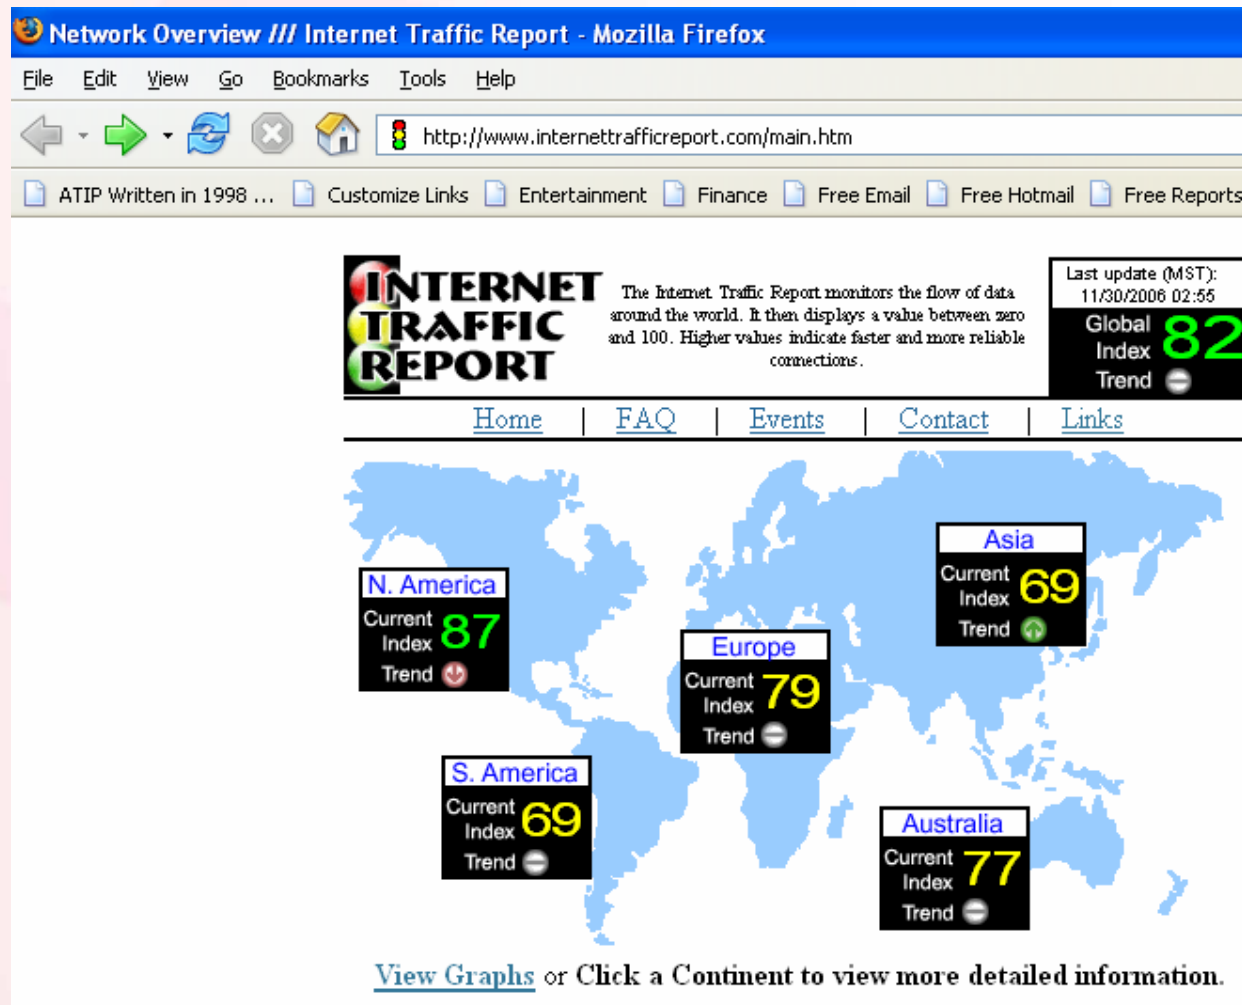 Network Overview /// Internet Traffic Report - Mozilla Firefox
File Edit View Go Bookmarks Tools Help
http://www.internettrafficreport.com/main.htm
ATIP Written in 1998 ... Customize Links Entertainment Finance Free Email Free Hotmail Free Reports
INTERNET
TRAFFIC
REPORT
The Internet Traffic Report monitors the flow of data
around the world. It then displays a value between zero
and 100. Higher values indicate faster and more reliable
connections.
Last update (MST):
11/30/2006 02:55
Global
Index 82
Trend
Home | FAQ | Events | Contact | Links
Asia
Current
Index 69
Trend
N. America
Current
Index 87
Trend
Europe
Current
Index 79
Trend
S. America
Current
Index 69
Trend
Australia
Current
Index 77
Trend
View Graphs or Click a Continent to view more detailed information.